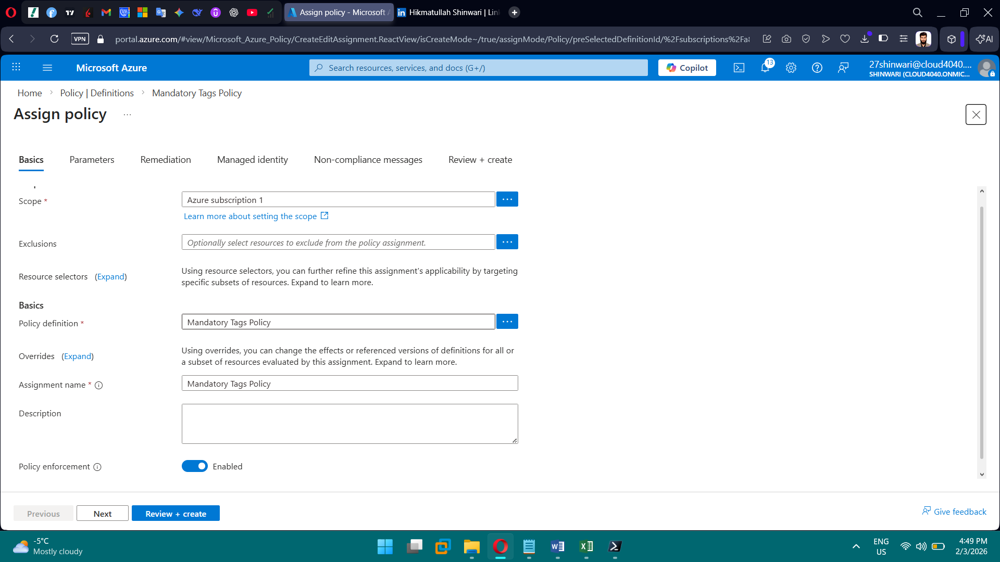 Assign policy - Microsoft A
Hikmatullah Shinwari | Lin
VPN
portal.azure.com/#view/Microsoft_Azure_Policy/CreateEditAssignment.ReactView/isCreateMode~/true/assignMode/Policy/preSelectedDefinitionId/%2Fsubscriptions%2Fa
AI
Microsoft Azure
Search resources, services, and docs (G+/)
Copilot
13
27shinwari@cloud4040....
SHINWARI (CLOUD4040.ONMIC...
Home > Policy | Definitions > Mandatory Tags Policy
Assign policy ...
Basics
Parameters
Remediation
Managed identity
Non-compliance messages
Review + create
Scope *
Azure subscription 1
Learn more about setting the scope
Exclusions
Optionally select resources to exclude from the policy assignment.
Resource selectors (Expand)
Using resource selectors, you can further refine this assignment's applicability by targeting
specific subsets of resources. Expand to learn more.
Basics
Policy definition *
Mandatory Tags Policy
Overrides (Expand)
Using overrides, you can change the effects or referenced versions of definitions for all or
a subset of resources evaluated by this assignment. Expand to learn more.
Assignment name *
Mandatory Tags Policy
Description
Policy enforcement
Enabled
Previous
Next
Review + create
Give feedback
-5°C
Mostly cloudy
ENG
US
4:49 PM
2/3/2026